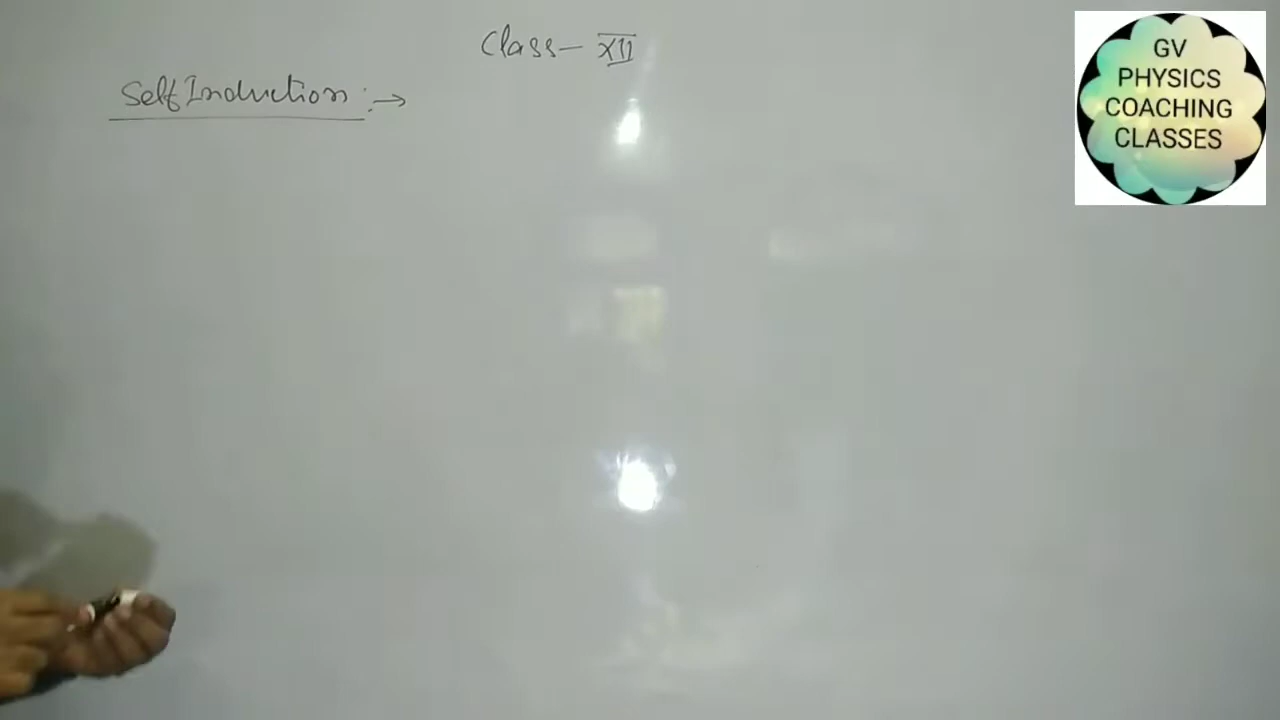 Class - XII
Self Induction :→
GV
PHYSICS
COACHING
CLASSES